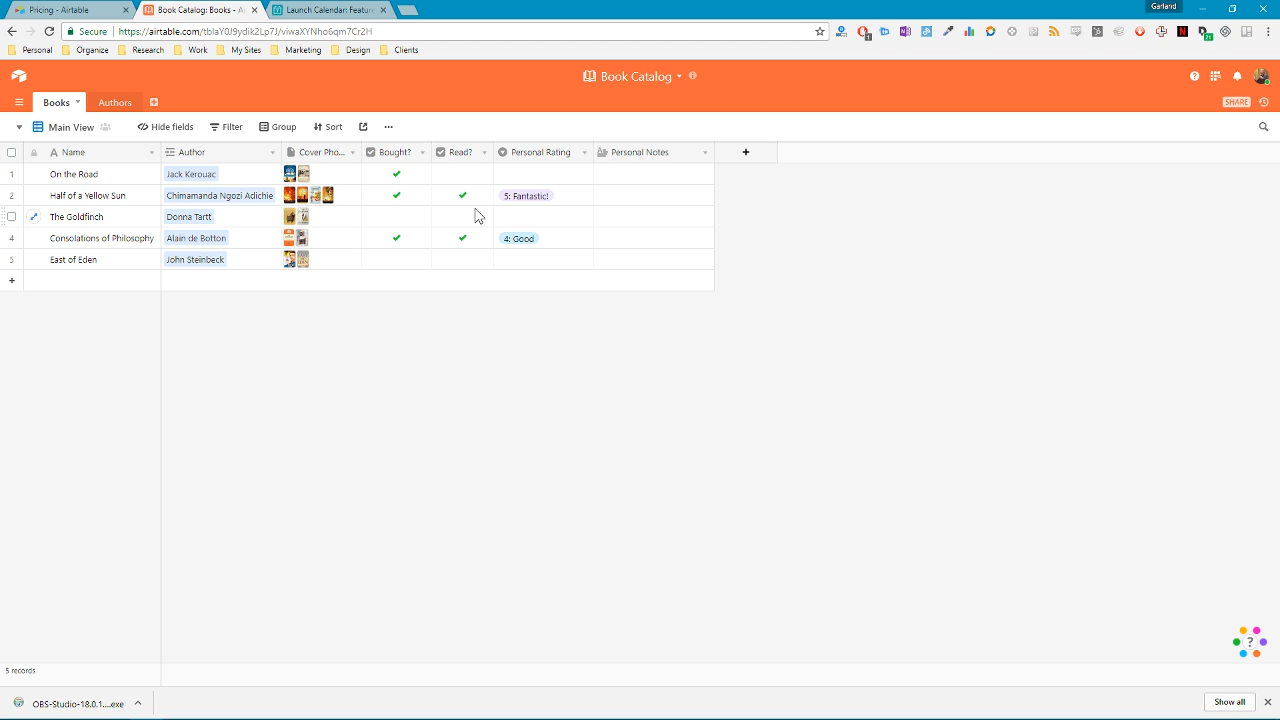 Pricing - Airtable
Book Catalog: Books - Ai
Launch Calendar: Feature
Garland
Secure
https://airtable.com/tblaY0J9ydik2Lp7J/viwaXYNho6qm7Cr2H
Personal
Organize
Research
Work
My Sites
Marketing
Design
Clients
Book Catalog
Books
Authors
SHARE
Main View
Hide fields
Filter
Group
Sort
Name
Author
Cover Pho...
Bought?
Read?
Personal Rating
Personal Notes
1 On the Road Jack Kerouac
2 Half of a Yellow Sun Chimamanda Ngozi Adichie 5: Fantastic!
The Goldfinch Donna Tartt
4 Consolations of Philosophy Alain de Botton 4: Good
5 East of Eden John Steinbeck
5 records
OBS-Studio-18.0.1....exe
Show all